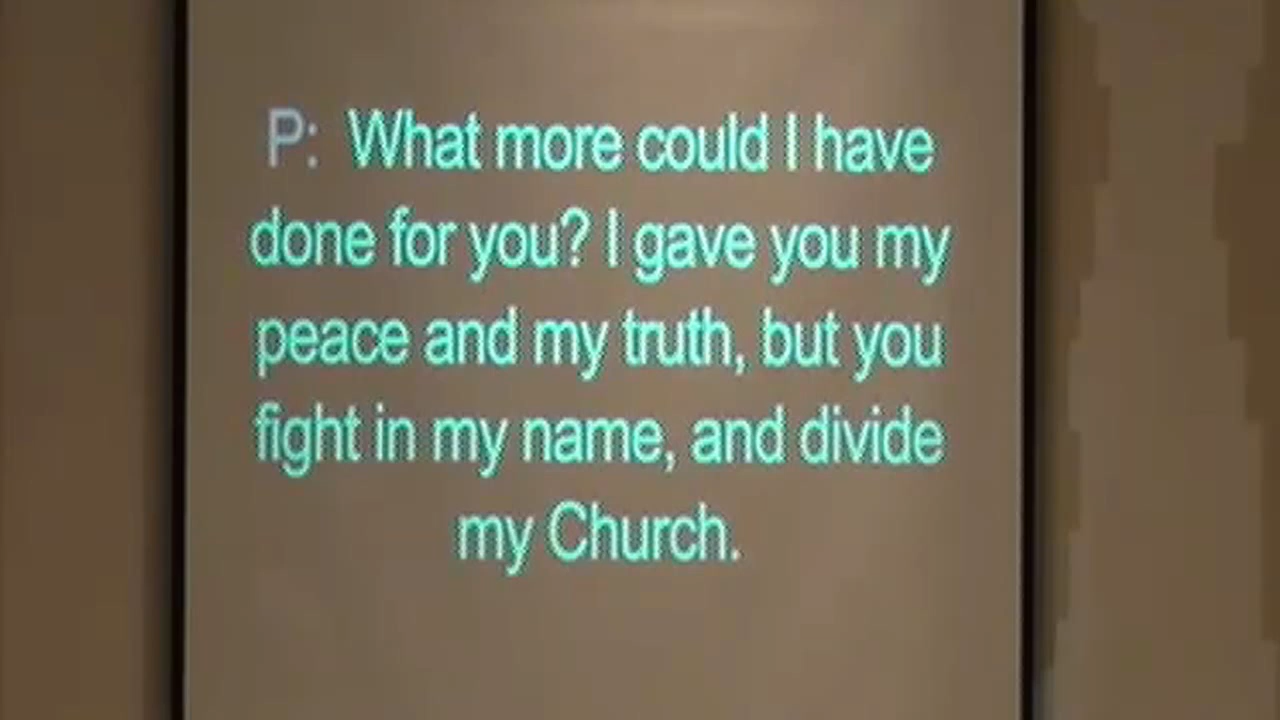 P: What more could I have
done for you? I gave you my
peace and my truth, but you
fight in my name, and divide
my Church.